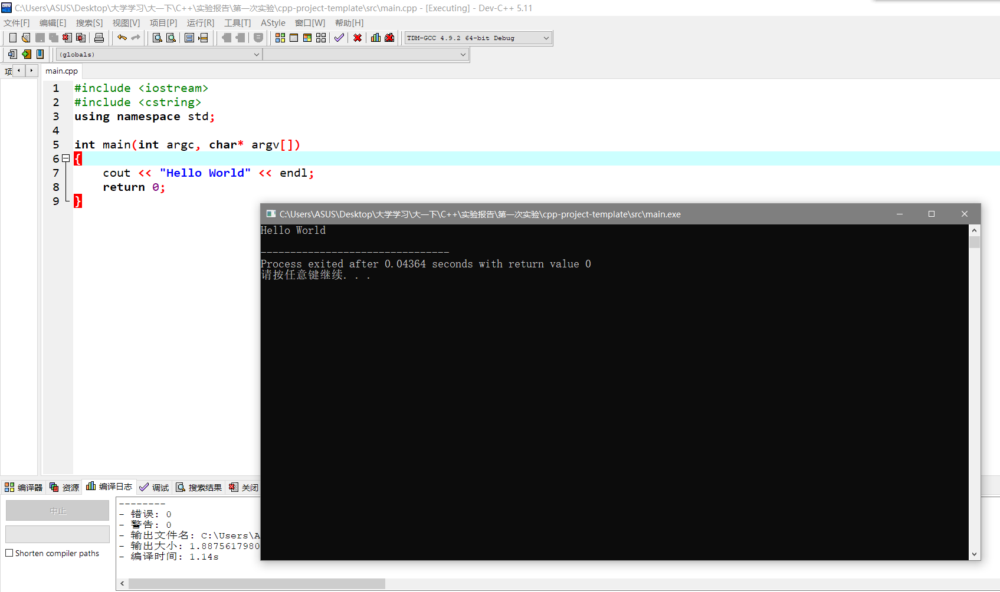 C:\Users\ASUS\Desktop\大学学习\大一下\C++\实验报告\第一次实验\cpp-project-template\src\main.cpp - [Executing] - Dev-C++ 5.11
文件[F] 编辑[E] 搜索[S] 视图[V] 项目[P] 运行[R] 工具[T] AStyle 窗口[W] 帮助[H]
TDM-GCC 4.9.2 64-bit Debug
(globals)
项 main.cpp
1 #include <iostream>
2 #include <cstring>
3 using namespace std;
4
5 int main(int argc, char* argv[])
6 {
7 cout << "Hello World" << endl;
8 return 0;
9 }
C:\Users\ASUS\Desktop\大学学习\大一下\C++\实验报告\第一次实验\cpp-project-template\src\main.exe
Hello World
--------------------------------
Process exited after 0.04364 seconds with return value 0
请按任意键继续. . .
编译器 资源 编译日志 调试 搜索结果 关闭
中止
Shorten compiler paths
--------
- 错误: 0
- 警告: 0
- 输出文件名: C:\Users\A
- 输出大小: 1.8875617980
- 编译时间: 1.14s